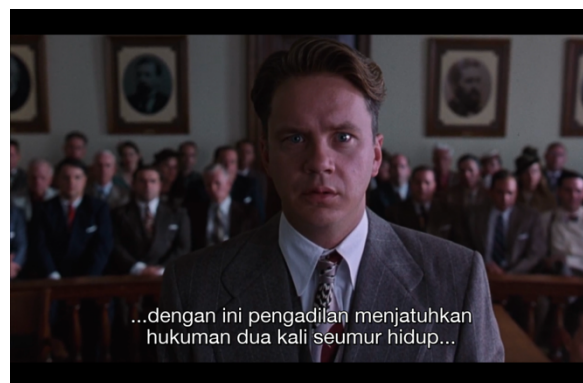 ...dengan ini pengadilan menjatuhkan
hukuman dua kali seumur hidup...